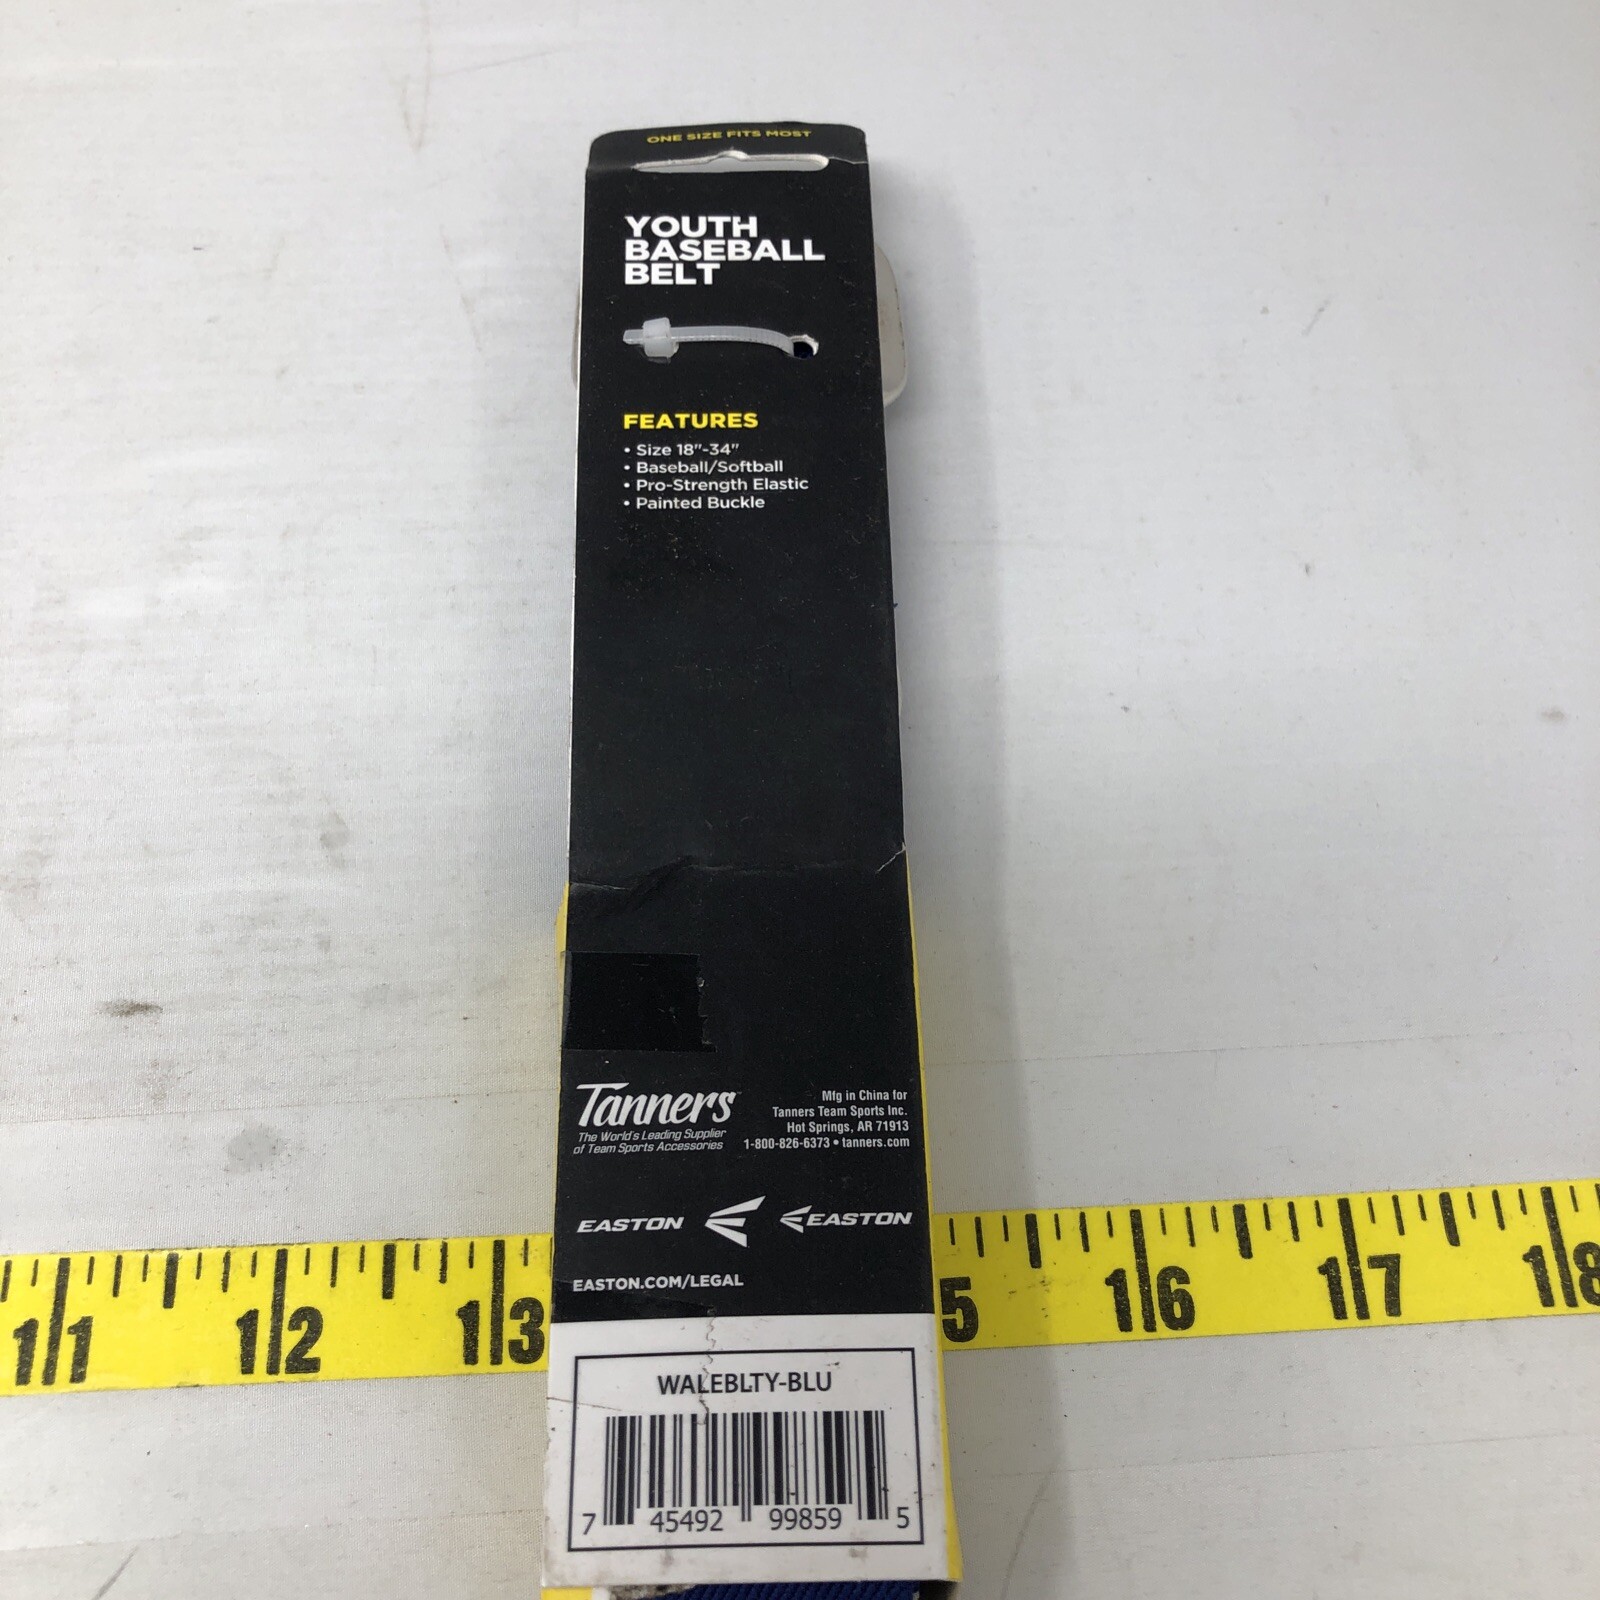 ONE SIZE FITS MOST
YOUTH
BASEBALL
BELT
FEATURES
• Size 18"-34"
• Baseball/Softball
• Pro-Strength Elastic
• Painted Buckle
Tanners
The World's Leading Supplier
of Team Sports Accessories
Mfg in China for
Tanners Team Sports Inc.
Hot Springs, AR 71913
1-800-826-6373 • tanners.com
EASTON EASTON
EASTON.COM/LEGAL
11 12 13 5 16 17 18
WALEBLTY-BLU
7 45492 99859 5